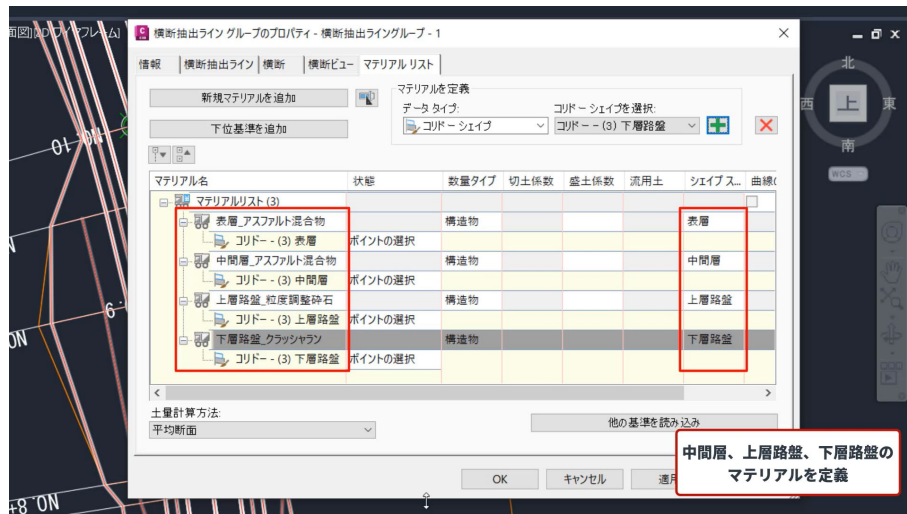 面図][2Dワイヤフレーム]
横断抽出ライン グループのプロパティ - 横断抽出ライングループ - 1
北
西 上 東
南
WCS
情報 横断抽出ライン 横断 横断ビュー マテリアル リスト
新規マテリアルを追加
下位基準を追加
マテリアルを定義
データ タイプ:
コリドー シェイプを選択:
コリドー シェイプ
コリドー - (3) 下層路盤
マテリアル名 状態 数量タイプ 切土係数 盛土係数 流用土 シェイプ ス... 曲線
マテリアルリスト (3)
表層_アスファルト混合物 構造物 表層
コリドー - (3) 表層 ポイントの選択
中間層_アスファルト混合物 構造物 中間層
コリドー - (3) 中間層 ポイントの選択
上層路盤_粒度調整砕石 構造物 上層路盤
コリドー - (3) 上層路盤 ポイントの選択
下層路盤_クラッシャラン 構造物 下層路盤
コリドー - (3) 下層路盤 ポイントの選択
土量計算方法:
平均断面
他の基準を読み込み
中間層、上層路盤、下層路盤の
マテリアルを定義
OK キャンセル 適用